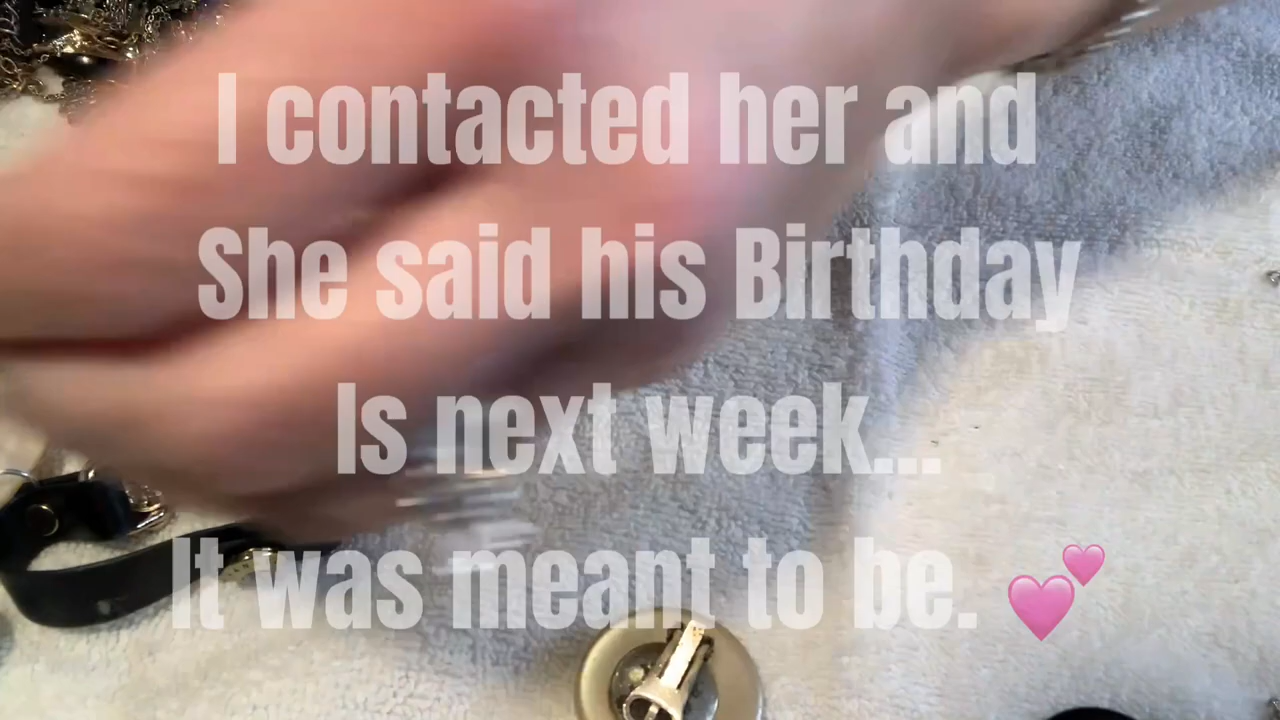 I contacted her and
She said his Birthday
Is next week...
It was meant to be. 💕